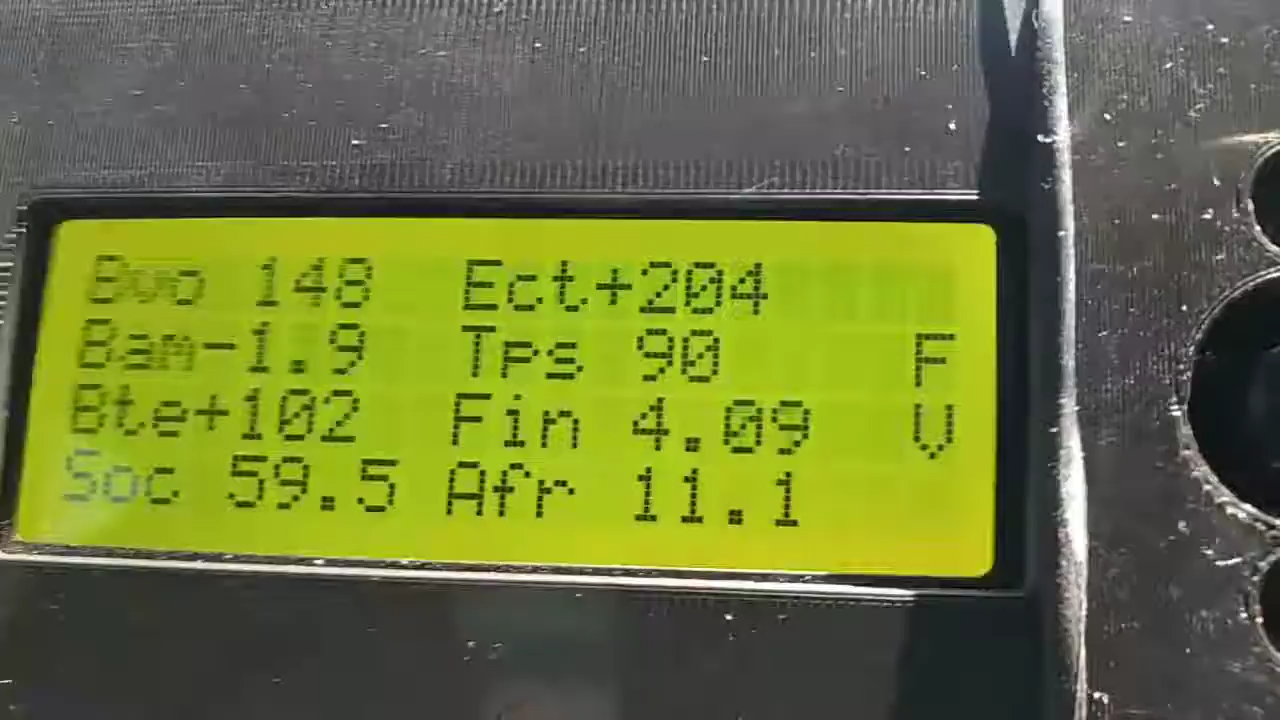 Bvo 148 Ect+204
Bam-1.9 Tps 90 F
Bte+102 Fin 4.09 V
Soc 59.5 Afr 11.1